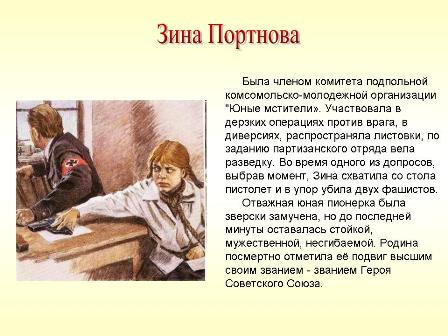 Зина Портнова
Была членом комитета подпольной
комсомольско-молодежной организации
"Юные мстители». Участвовала в
дерзких операциях против врага, в
диверсиях, распространяла листовки, по
заданию партизанского отряда вела
разведку. Во время одного из допросов,
выбрав момент, Зина схватила со стола
пистолет и в упор убила двух фашистов.
Отважная юная пионерка была
зверски замучена, но до последней
минуты оставалась стойкой,
мужественной, несгибаемой. Родина
посмертно отметила её подвиг высшим
своим званием - званием Героя
Советского Союза.